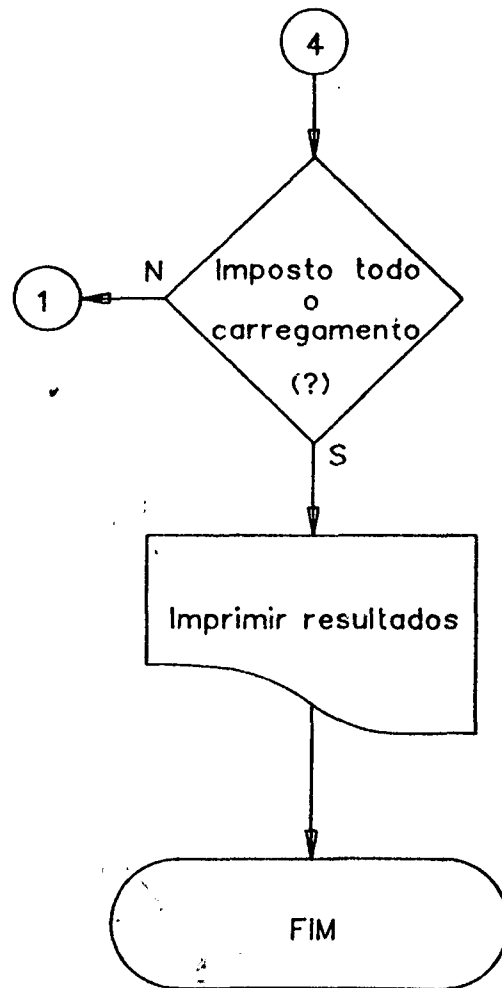 4
N
Imposto todo
o
carregamento
(?)
1
S
Imprimir resultados
FIM